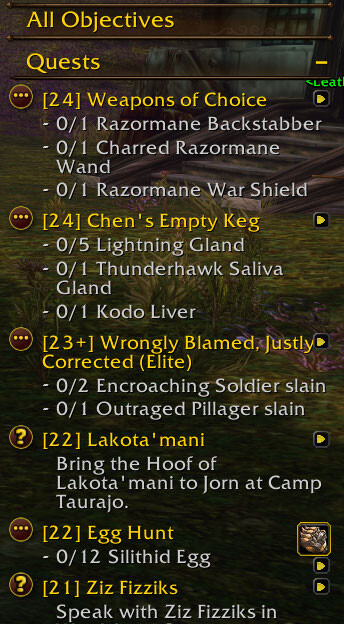 All Objectives
Quests
<Leat
[24] Weapons of Choice
- 0/1 Razormane Backstabber
- 0/1 Charred Razormane
Wand
- 0/1 Razormane War Shield
[24] Chen's Empty Keg
- 0/5 Lightning Gland
- 0/1 Thunderhawk Saliva
Gland
- 0/1 Kodo Liver
[23+] Wrongly Blamed, Justly
Corrected (Elite)
- 0/2 Encroaching Soldier slain
- 0/1 Outraged Pillager slain
[22] Lakota'mani
Bring the Hoof of
Lakota'mani to Jorn at Camp
Taurajo.
[22] Egg Hunt
- 0/12 Silithid Egg
[21] Ziz Fizziks
Speak with Ziz Fizziks in